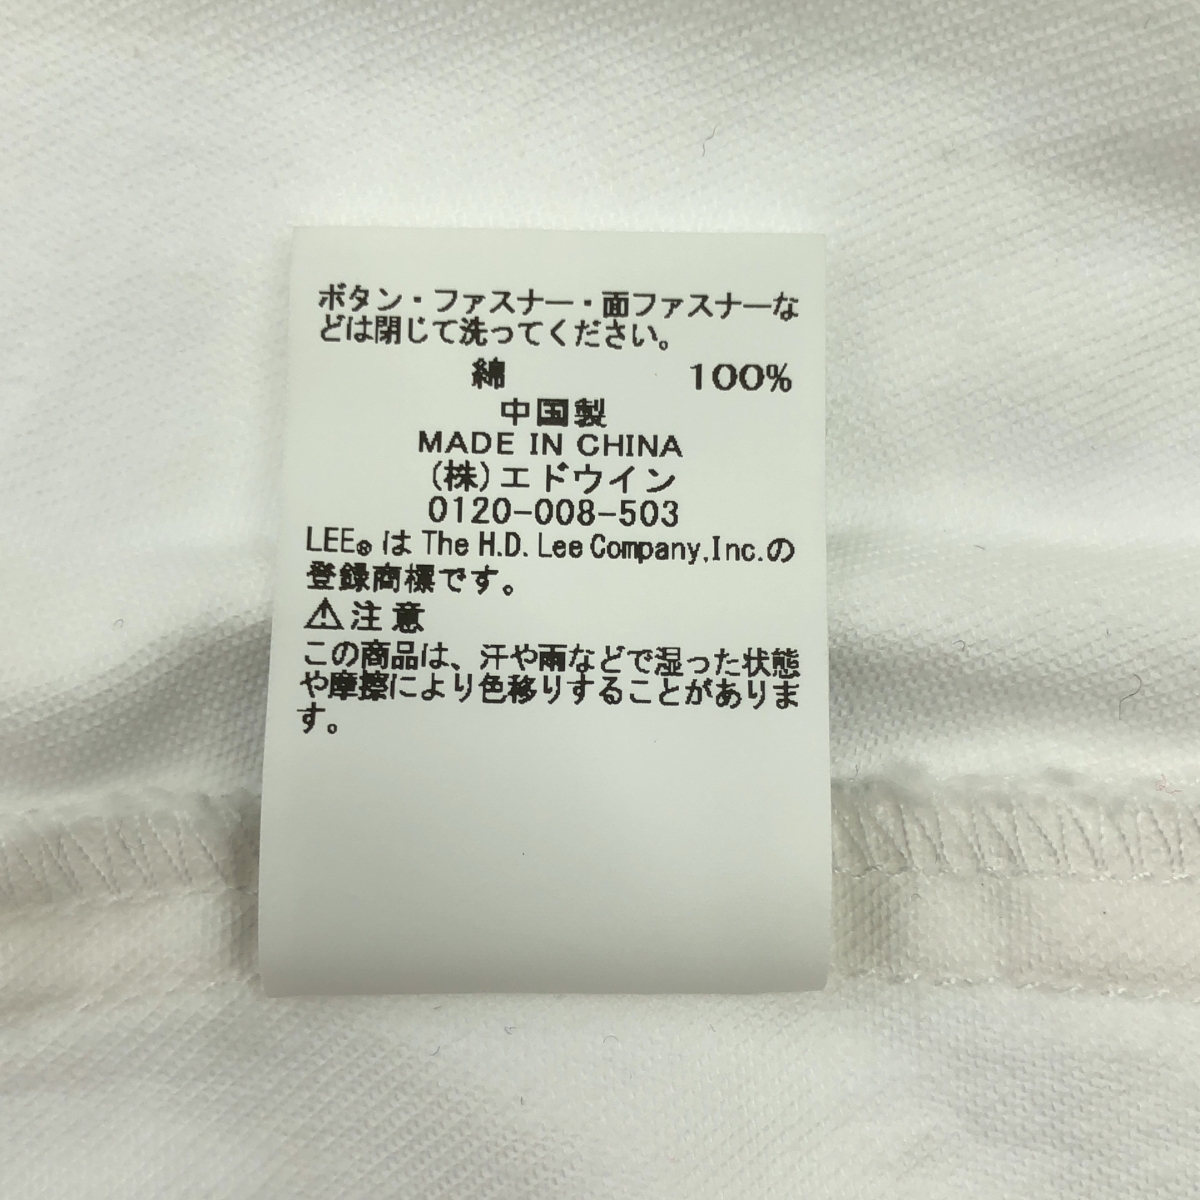 ボタン・ファスナー・面ファスナーな
どは閉じて洗ってください。
綿 100%
中国製
MADE IN CHINA
(株)エドウイン
0120-008-503
LEE®は The H.D. Lee Company,Inc.の
登録商標です。
⚠注意
この商品は、汗や雨などで湿った状態
や摩擦により色移りすることがありま
す。